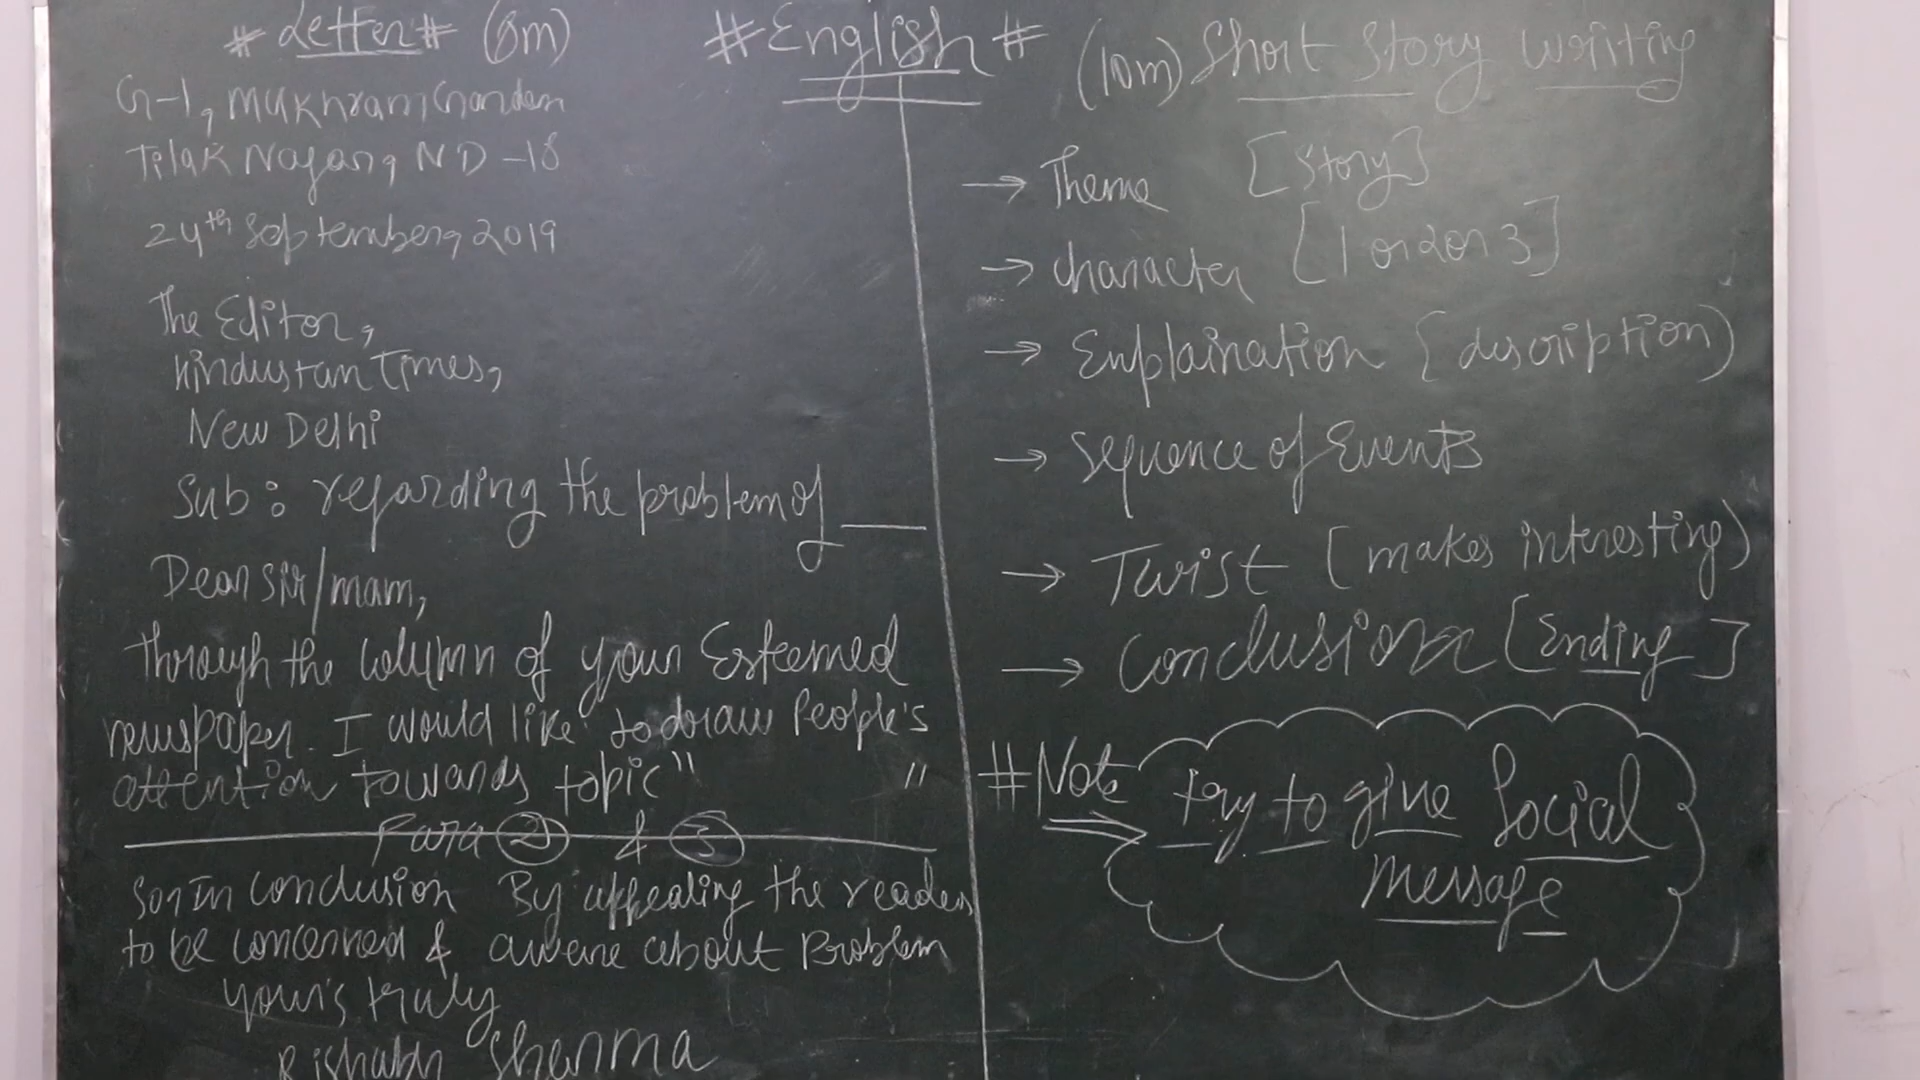 # English #
# Letter # (8m)
G-1, Mukhram Garden
Tilak Nagar, ND -18
24th September, 2019
The Editor,
Hindustan Times,
New Delhi
Sub: regarding the problem of ____
Dear sir/mam,
through the column of your Esteemed
newspaper. I would like to draw People's
attention towards topic " "
Para ② & ③
So, In conclusion By appealing the reader
to be concerned & aware about Problem
your's truly
Rishabh Sharma
(10m) Short Story Writing
→ Theme [Story]
→ character [1 or 2 or 3]
→ Explaination [description)
→ Sequence of Events
→ Twist [makes interesting)
→ Conclusion [Ending]
#Note try to give Social
message